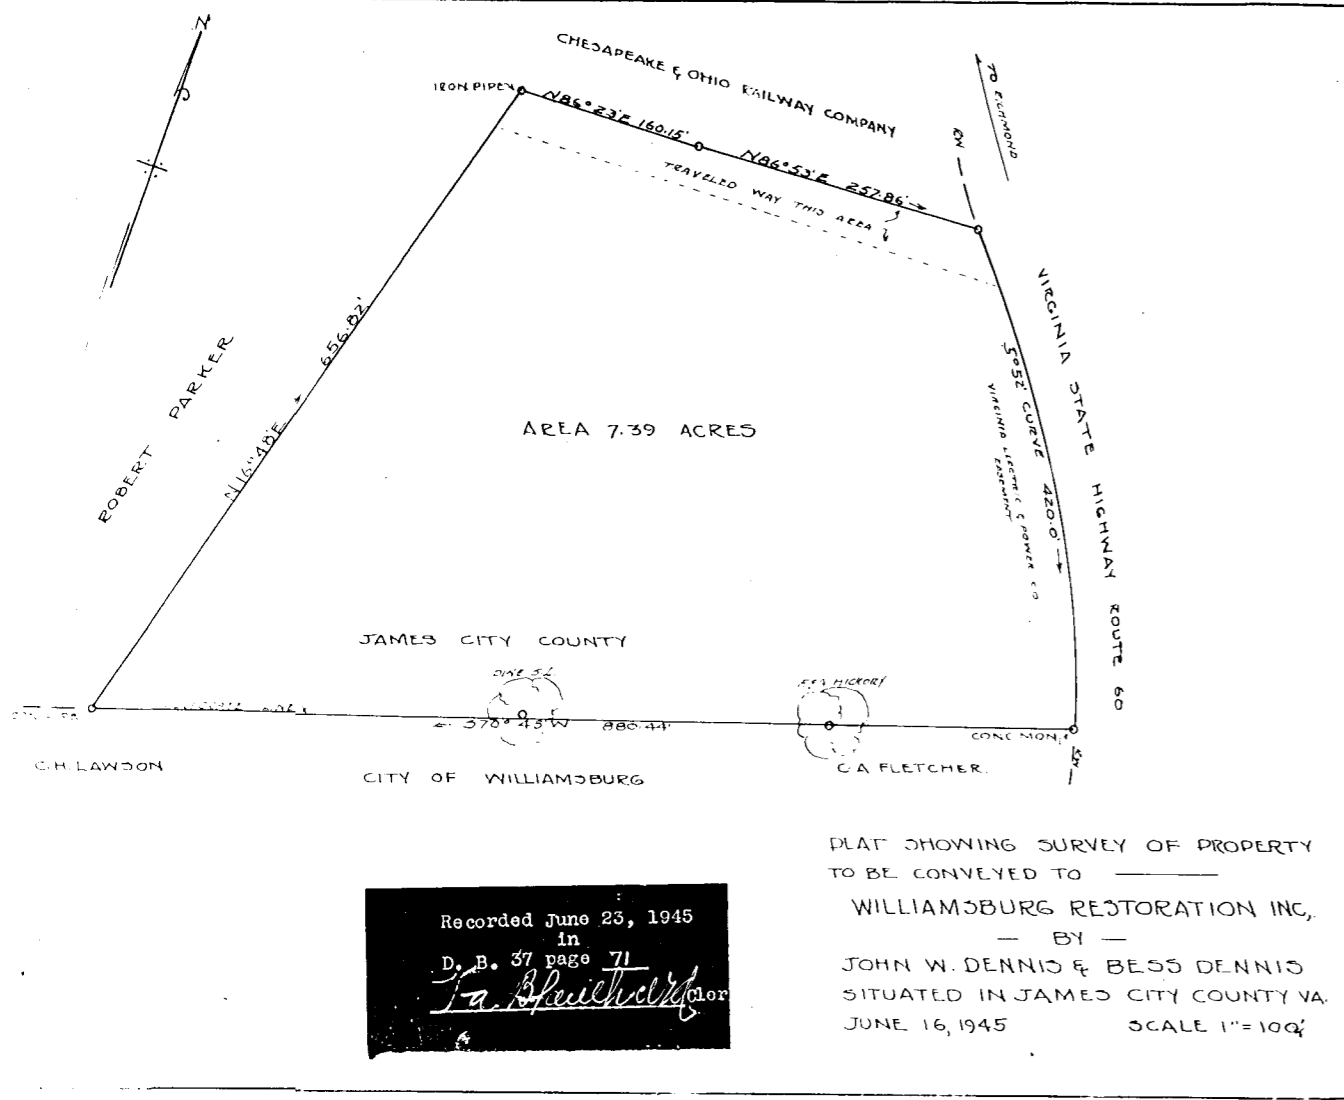 N
CHESAPEAKE & OHIO RAILWAY COMPANY
IRON PIPE
N86°23'E 160.15'
N86°53'E 257.86'
TRAVELED WAY THIS AREA
TO RICHMOND
R/W
VIRGINIA STATE HIGHWAY ROUTE 60
5°52' CURVE 420.0'
VIRGINIA ELECTRIC & POWER CO
EASEMENT
656.82'
N16°48'E
ROBERT PARKER
AREA 7.39 ACRES
JAMES CITY COUNTY
PINE
HICKORY
S70°45'W 880.44'
CONC MON.
R/W
C.H. LAWSON
CITY OF WILLIAMSBURG
C A FLETCHER.
PLAT SHOWING SURVEY OF PROPERTY
TO BE CONVEYED TO ———
WILLIAMSBURG RESTORATION INC,.
— BY —
JOHN W. DENNIS & BESS DENNIS
SITUATED IN JAMES CITY COUNTY VA.
JUNE 16, 1945 SCALE 1"=100'
Recorded June 23, 1945
in
D. B. 37 page 71
Cler